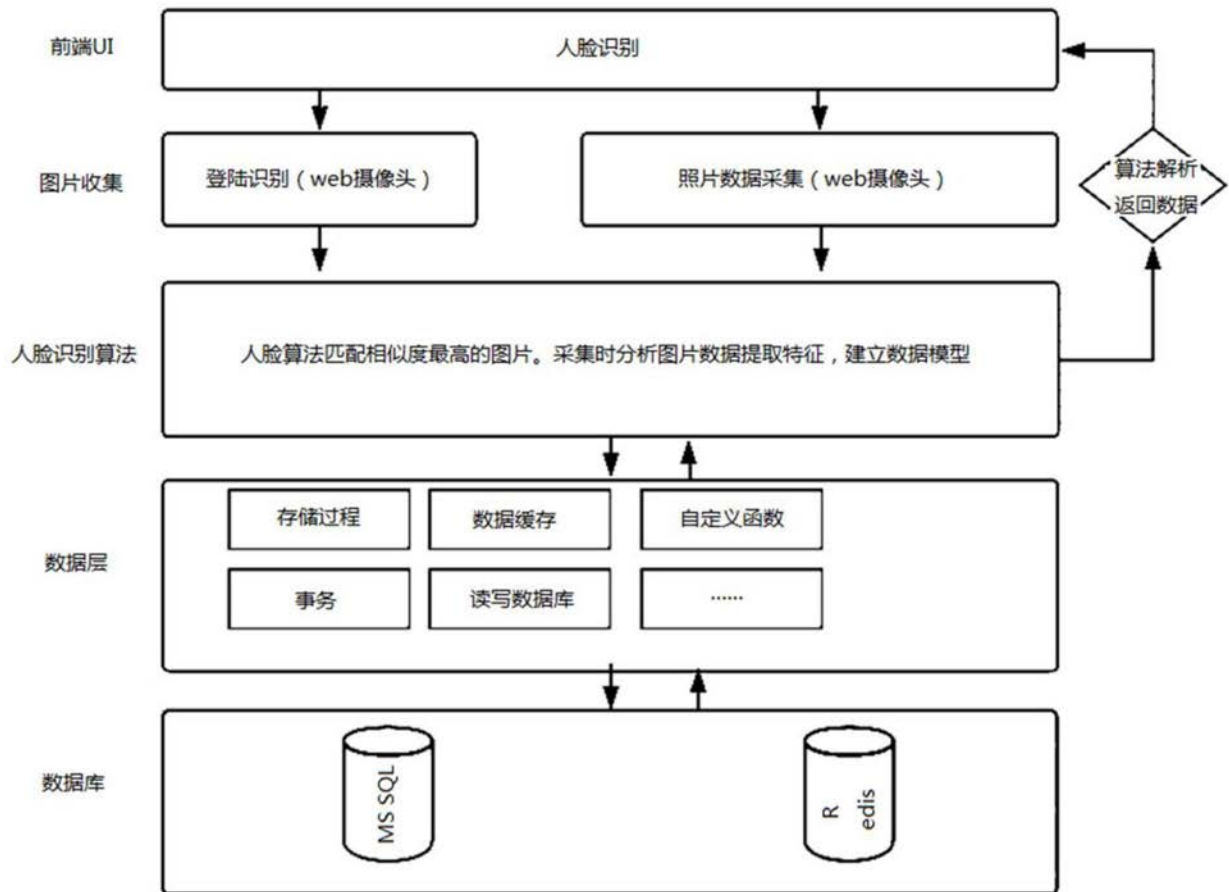 前端UI
人脸识别
图片收集
登陆识别（web摄像头）
照片数据采集（web摄像头）
算法解析
返回数据
人脸识别算法
人脸算法匹配相似度最高的图片。采集时分析图片数据提取特征，建立数据模型
数据层
存储过程
数据缓存
自定义函数
事务
读写数据库
……
数据库
MS SQL
R edis